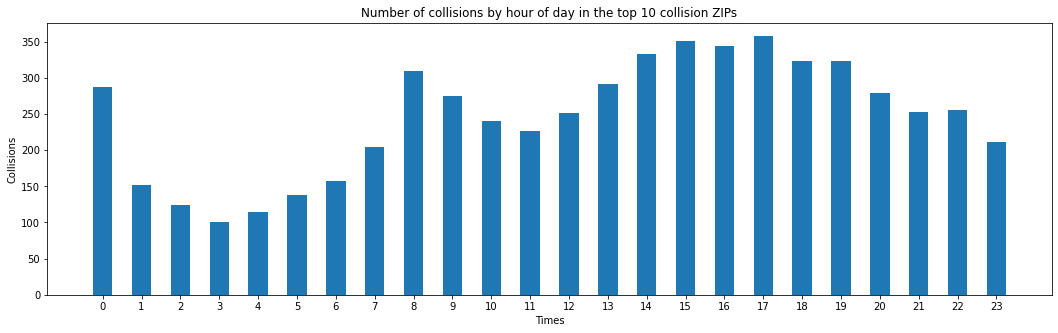 Number of collisions by hour of day in the top 10 collision ZIPs
350
300
250
200
150
100
50
0
Collisions
0 1 2 3 4 5 6 7 8 9 10 11 12 13 14 15 16 17 18 19 20 21 22 23
Times